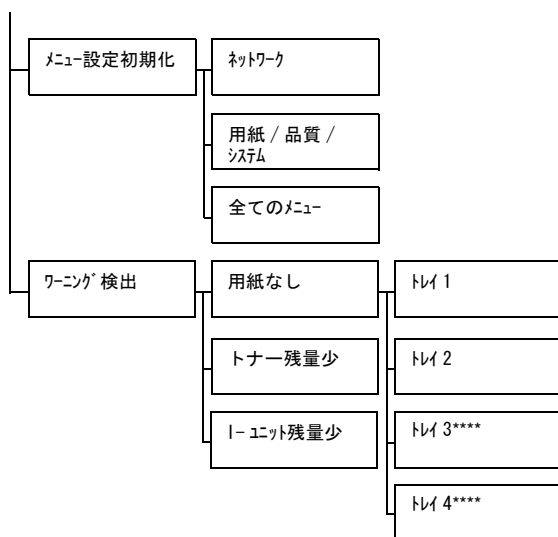 ﾒﾆｭｰ設定初期化
ﾈｯﾄﾜｰｸ
用紙 / 品質 /
ｼｽﾃﾑ
全てのﾒﾆｭｰ
ﾜｰﾆﾝｸﾞ検出
用紙なし
ﾄﾚｲ 1
トナー残量少
ﾄﾚｲ 2
I-ﾕﾆｯﾄ残量少
ﾄﾚｲ 3****
ﾄﾚｲ 4****